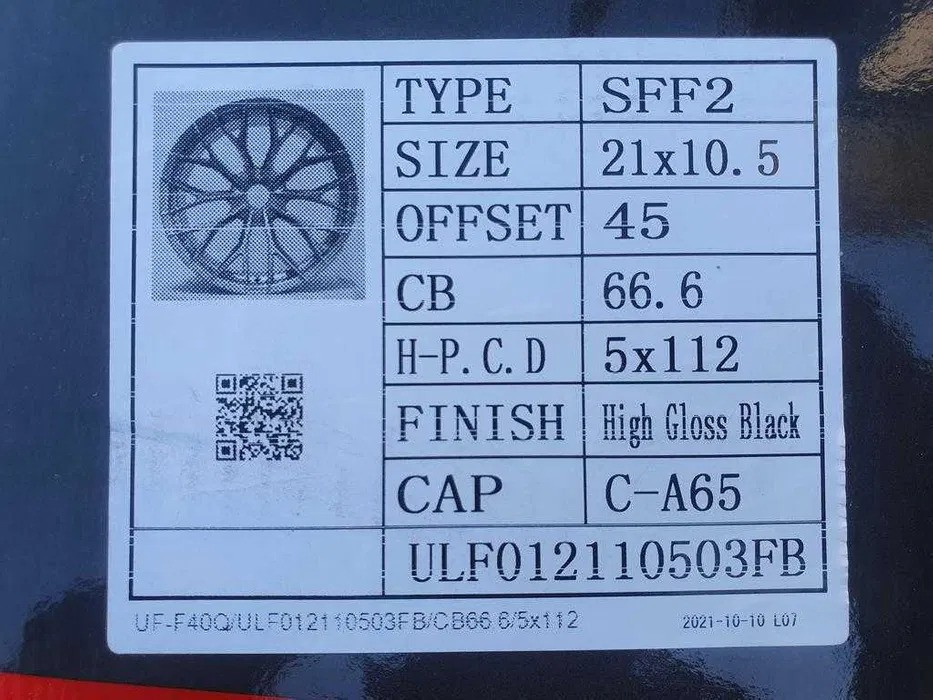 TYPE SFF2
SIZE 21x10.5
OFFSET 45
CB 66.6
H-P.C.D 5x112
FINISH High Gloss Black
CAP C-A65
ULF012110503FB
UF-F40Q/ULF012110503FB/CB66.6/5x112 2021-10-10 L07